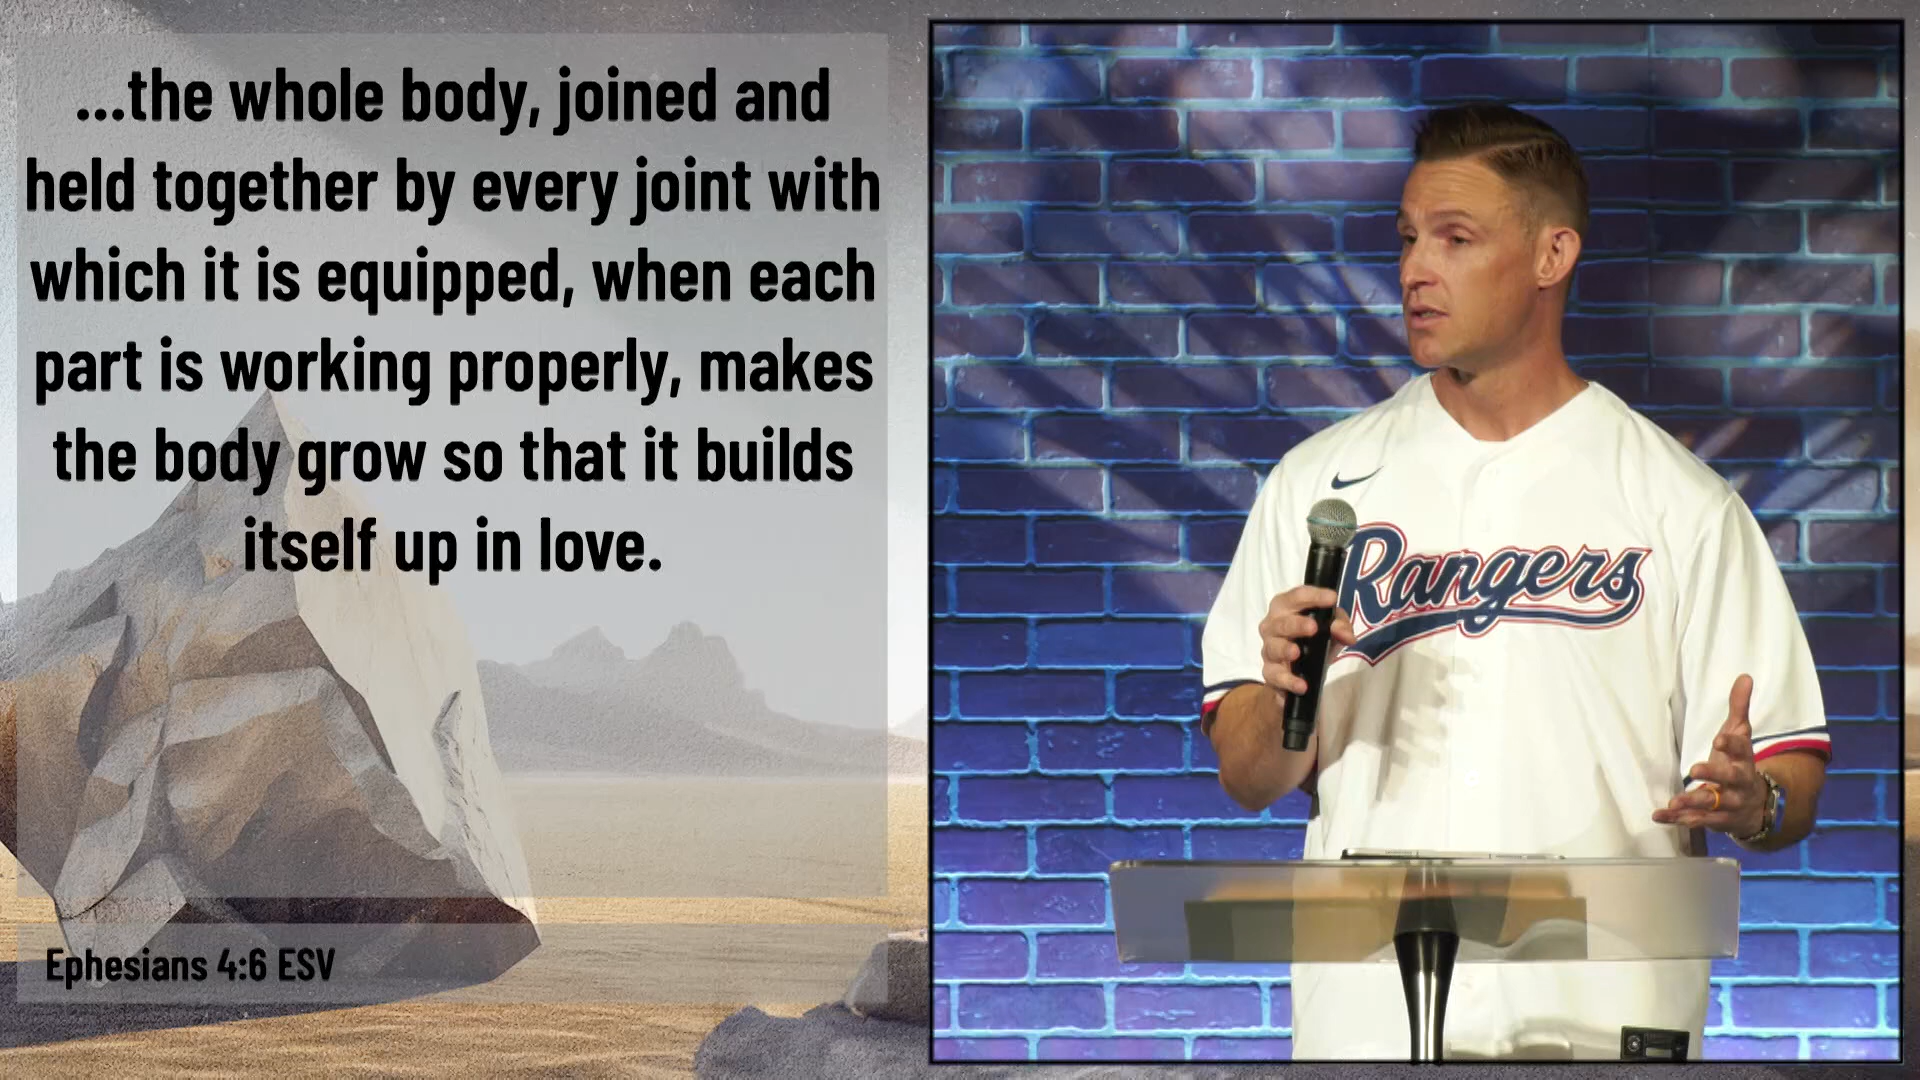 ...the whole body, joined and
held together by every joint with
which it is equipped, when each
part is working properly, makes
the body grow so that it builds
itself up in love.
Ephesians 4:6 ESV
Rangers